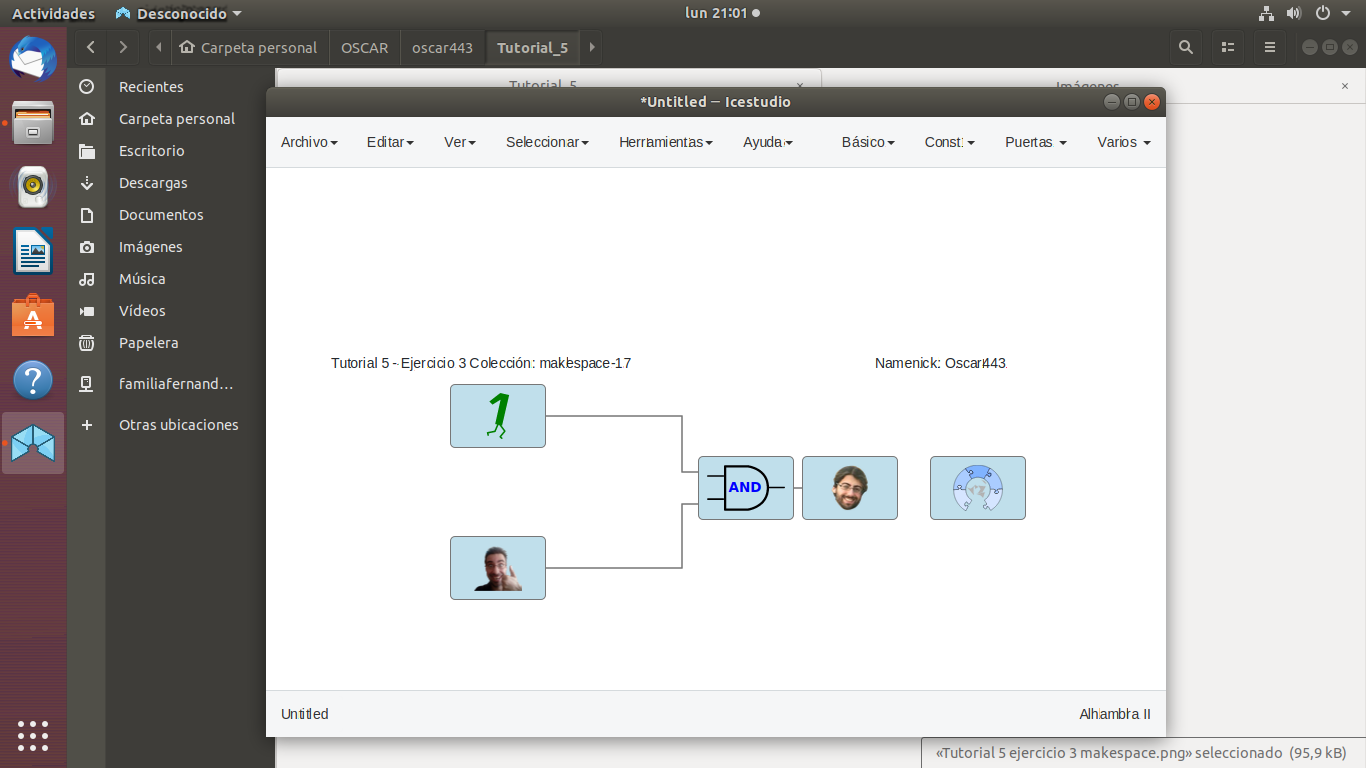 Actividades
Desconocido
lun 21:01
Carpeta personal
OSCAR
oscar443
Tutorial_5
Recientes
Carpeta personal
Escritorio
Descargas
Documentos
Imágenes
Música
Vídeos
Papelera
familiafernand…
Otras ubicaciones
Tutorial_5
Imágenes
*Untitled — Icestudio
Archivo
Editar
Ver
Seleccionar
Herramientas
Ayuda
Básico
Const
Puertas
Varios
Tutorial 5 - Ejercicio 3 Colección: makespace-17
Namenick: Oscar443
1
AND
Untitled
Alhambra II
«Tutorial 5 ejercicio 3 makespace.png» seleccionado (95,9 kB)